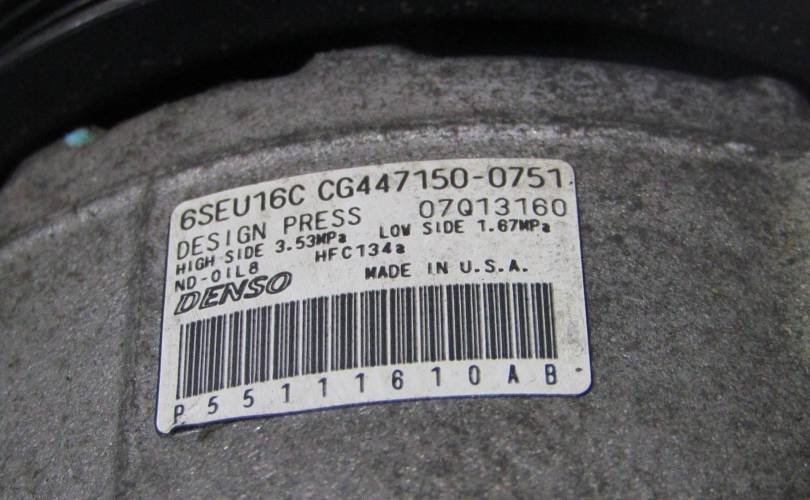 6SEU16C CG447150-0751
DESIGN PRESS 07Q13160
HIGH SIDE 3.53MPa LOW SIDE 1.67MPa
ND-OIL8 HFC134a
DENSO MADE IN U.S.A.
P55111610AB